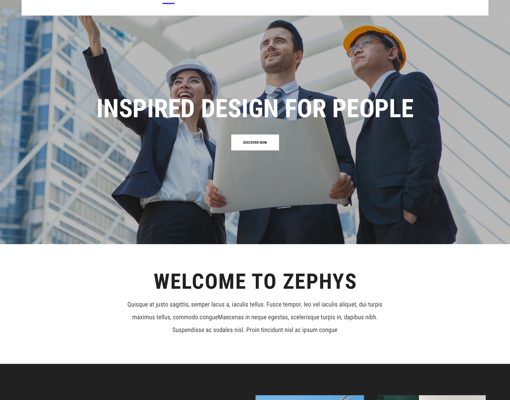 INSPIRED DESIGN FOR PEOPLE
DISCOVER NOW
WELCOME TO ZEPHYS
Quisque at justo sagittis, semper lacus a, iaculis tellus. Fusce tempor, leo vel iaculis aliquet, dui turpis
maximus tellus, commodo congueMaecenas in neque egestas, scelerisque turpis in, dapibus nibh.
Suspendisse ac sodales nisl. Proin tincidunt nisl ac ipsum congue